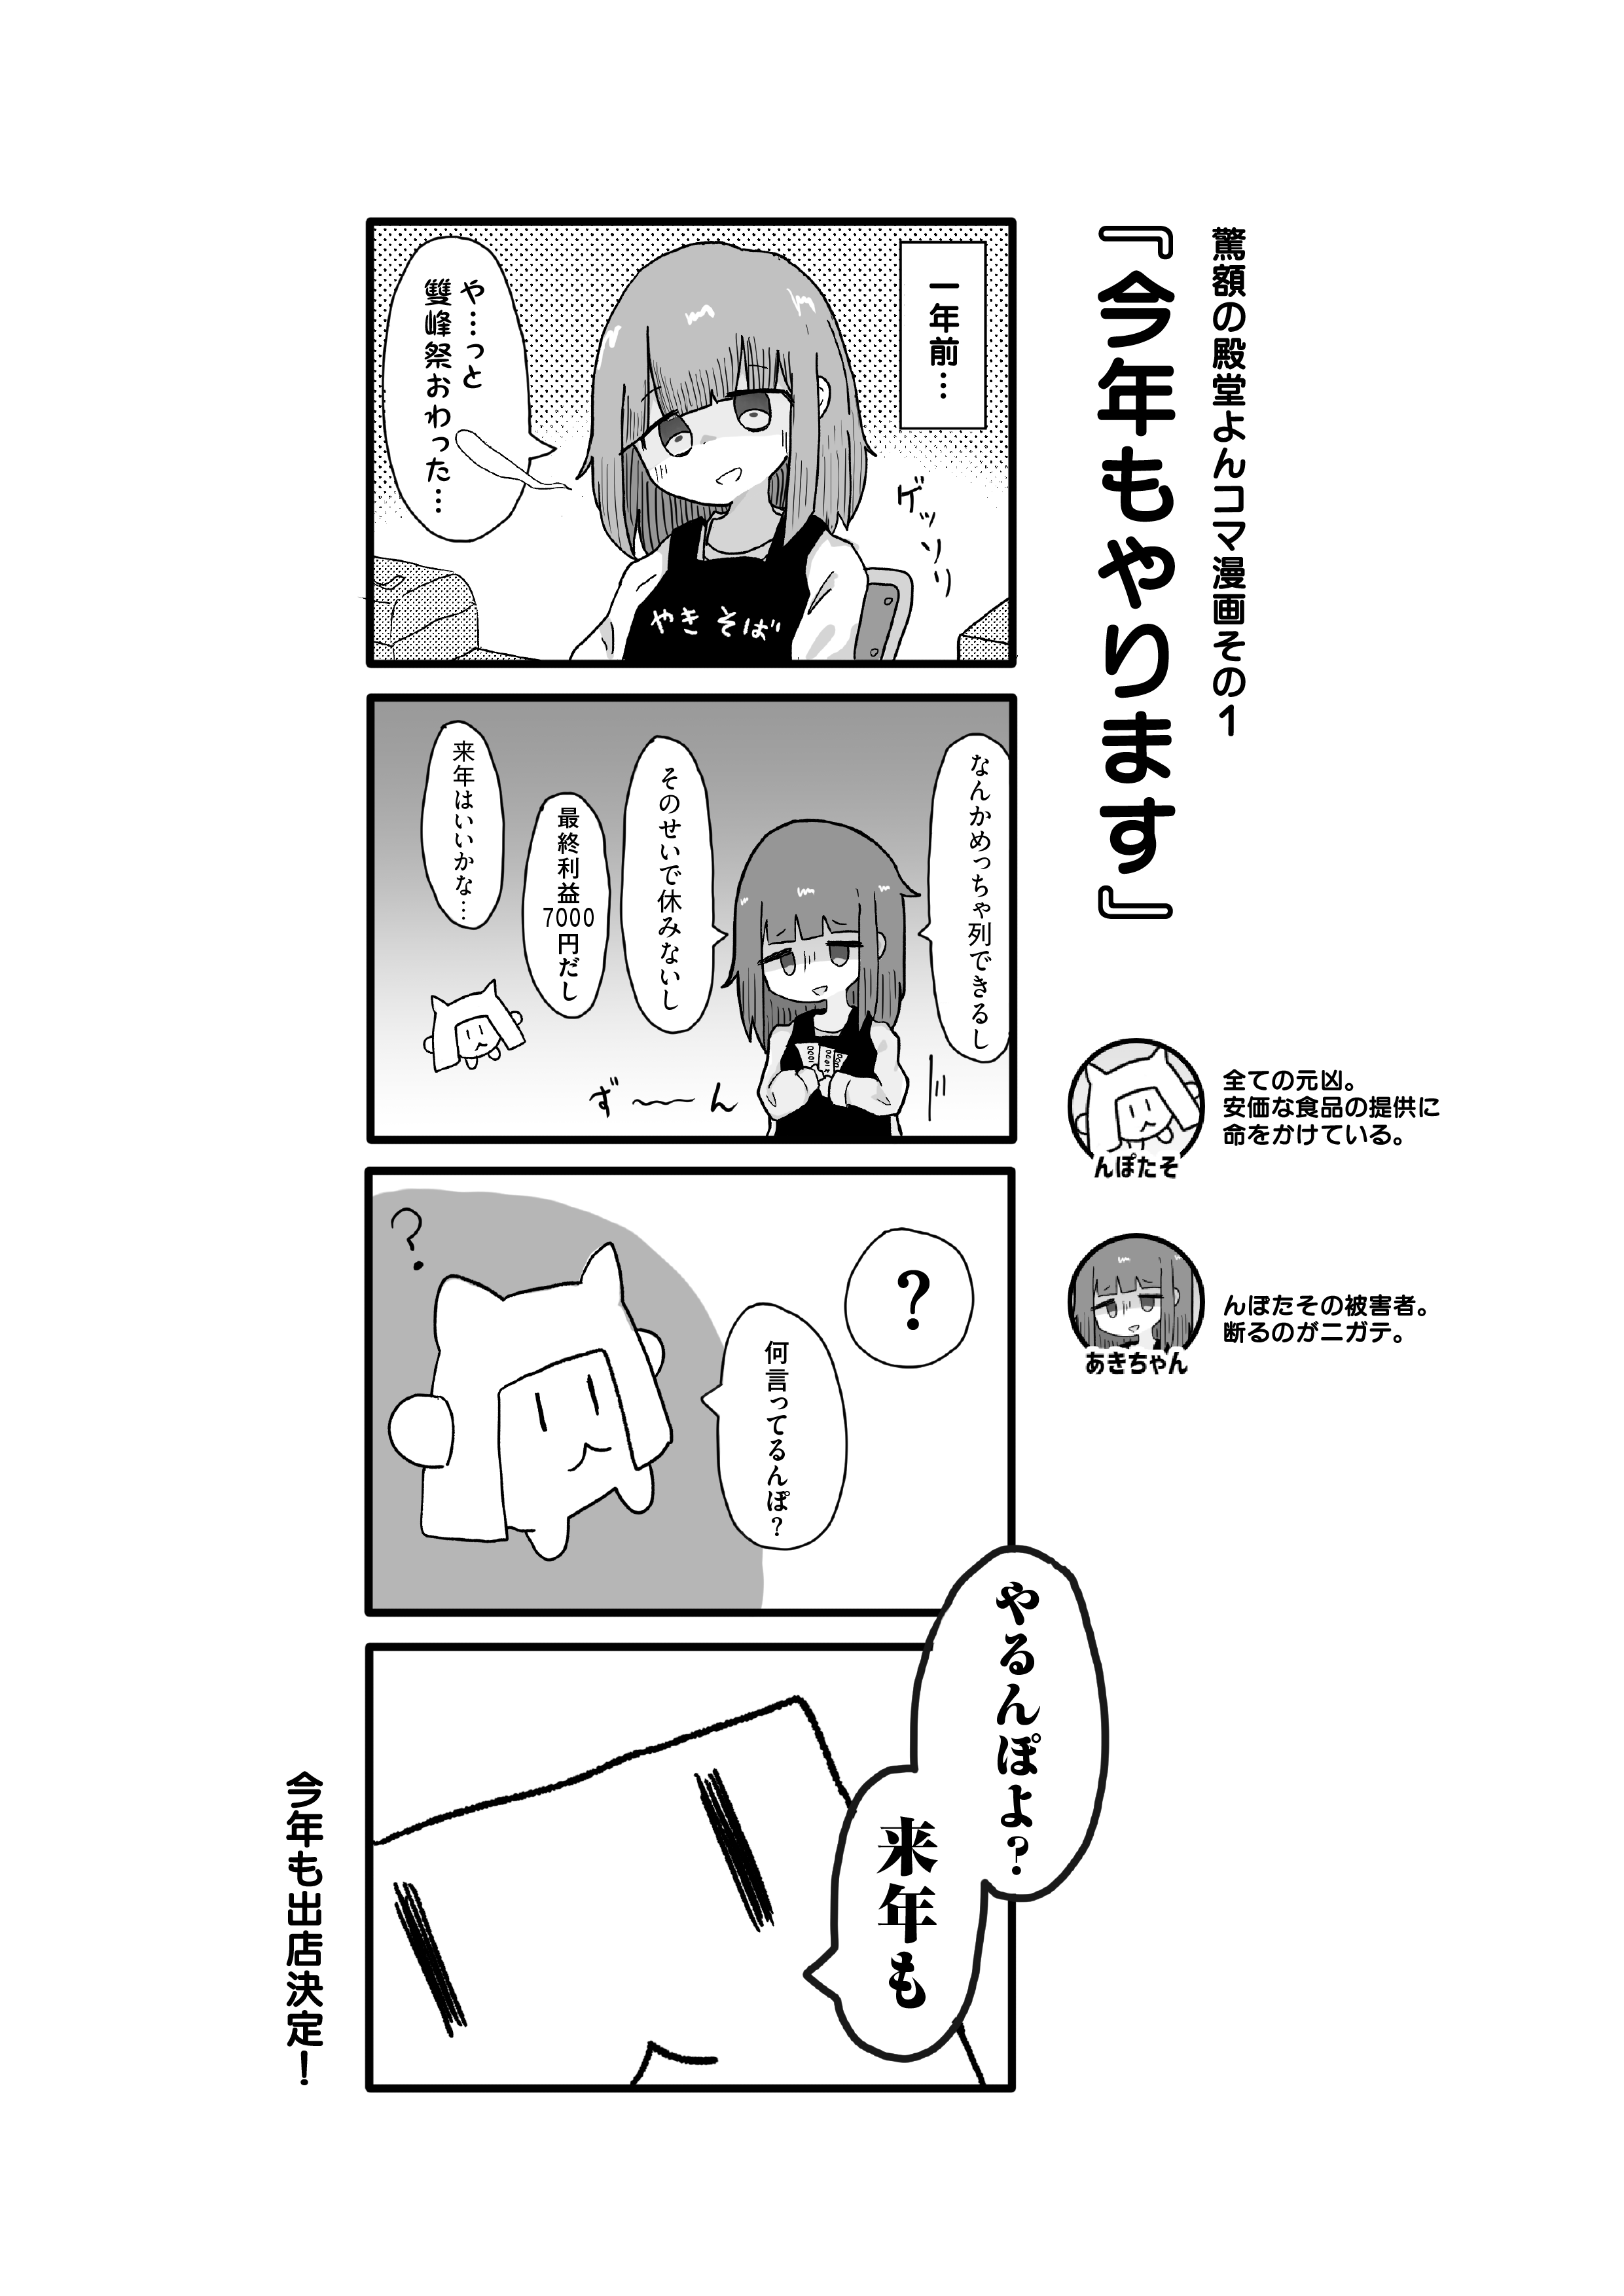 驚額の殿堂よんコマ漫画その1
『今年もやります』
全ての元凶。
安価な食品の提供に
命をかけている。
んぽたそ
んぽたその被害者。
断るのがニガテ。
あきちゃん
一年前…
ゲッソリ
や…っと
雙峰祭おわった…
やきそば
なんかめっちゃ列できるし
そのせいで休みないし
最終利益
7000
円だし
来年はいいかな…
1000
1000
1000
ず〜〜ん
?
何言ってるんぽ?
?
やるんぽよ?
来年も
今年も出店決定!